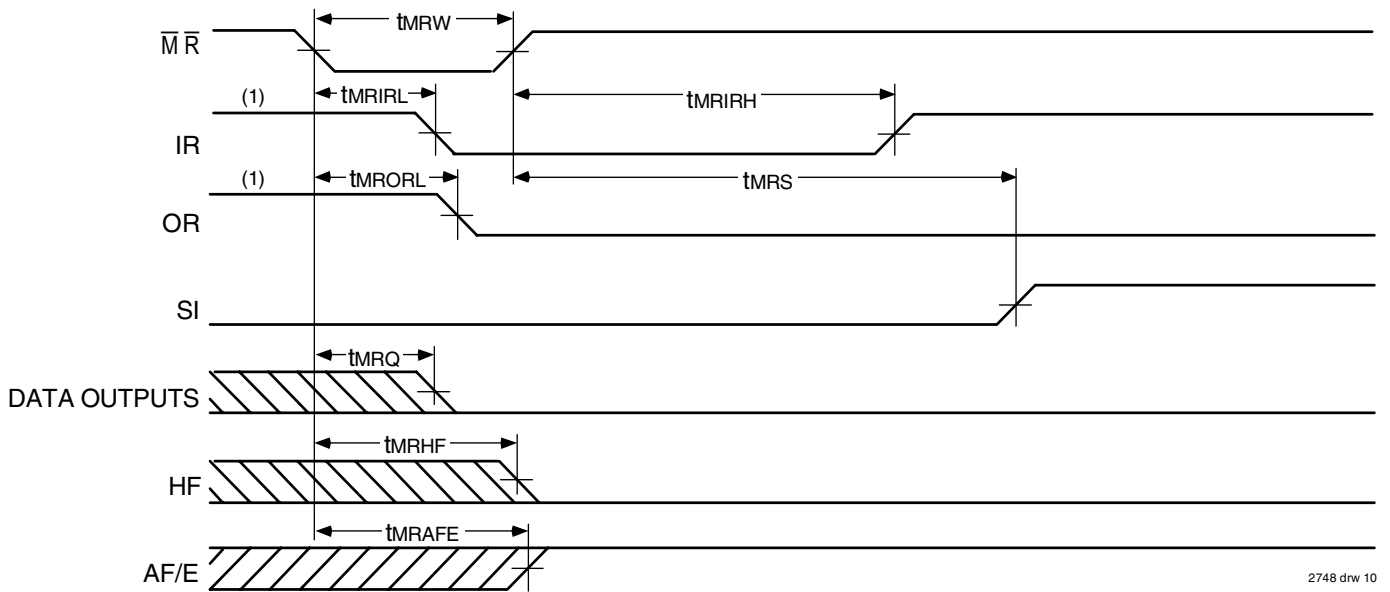 tMRW
M̅ R̅
(1)
tMRIRL
tMRIRH
IR
(1)
tMRORL
tMRS
OR
SI
tMRQ
DATA OUTPUTS
tMRHF
HF
tMRAFE
AF/E
2748 drw 10